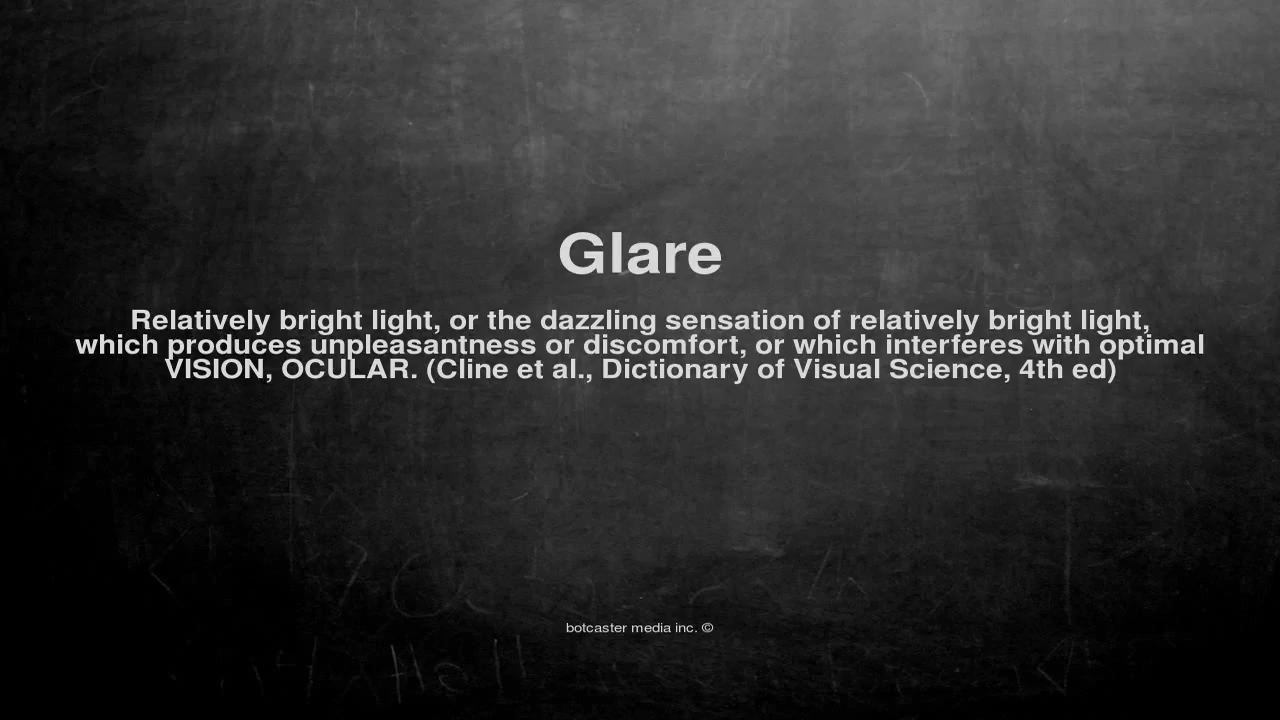 Glare
Relatively bright light, or the dazzling sensation of relatively bright light,
which produces unpleasantness or discomfort, or which interferes with optimal
VISION, OCULAR. (Cline et al., Dictionary of Visual Science, 4th ed)
botcaster media inc. ©